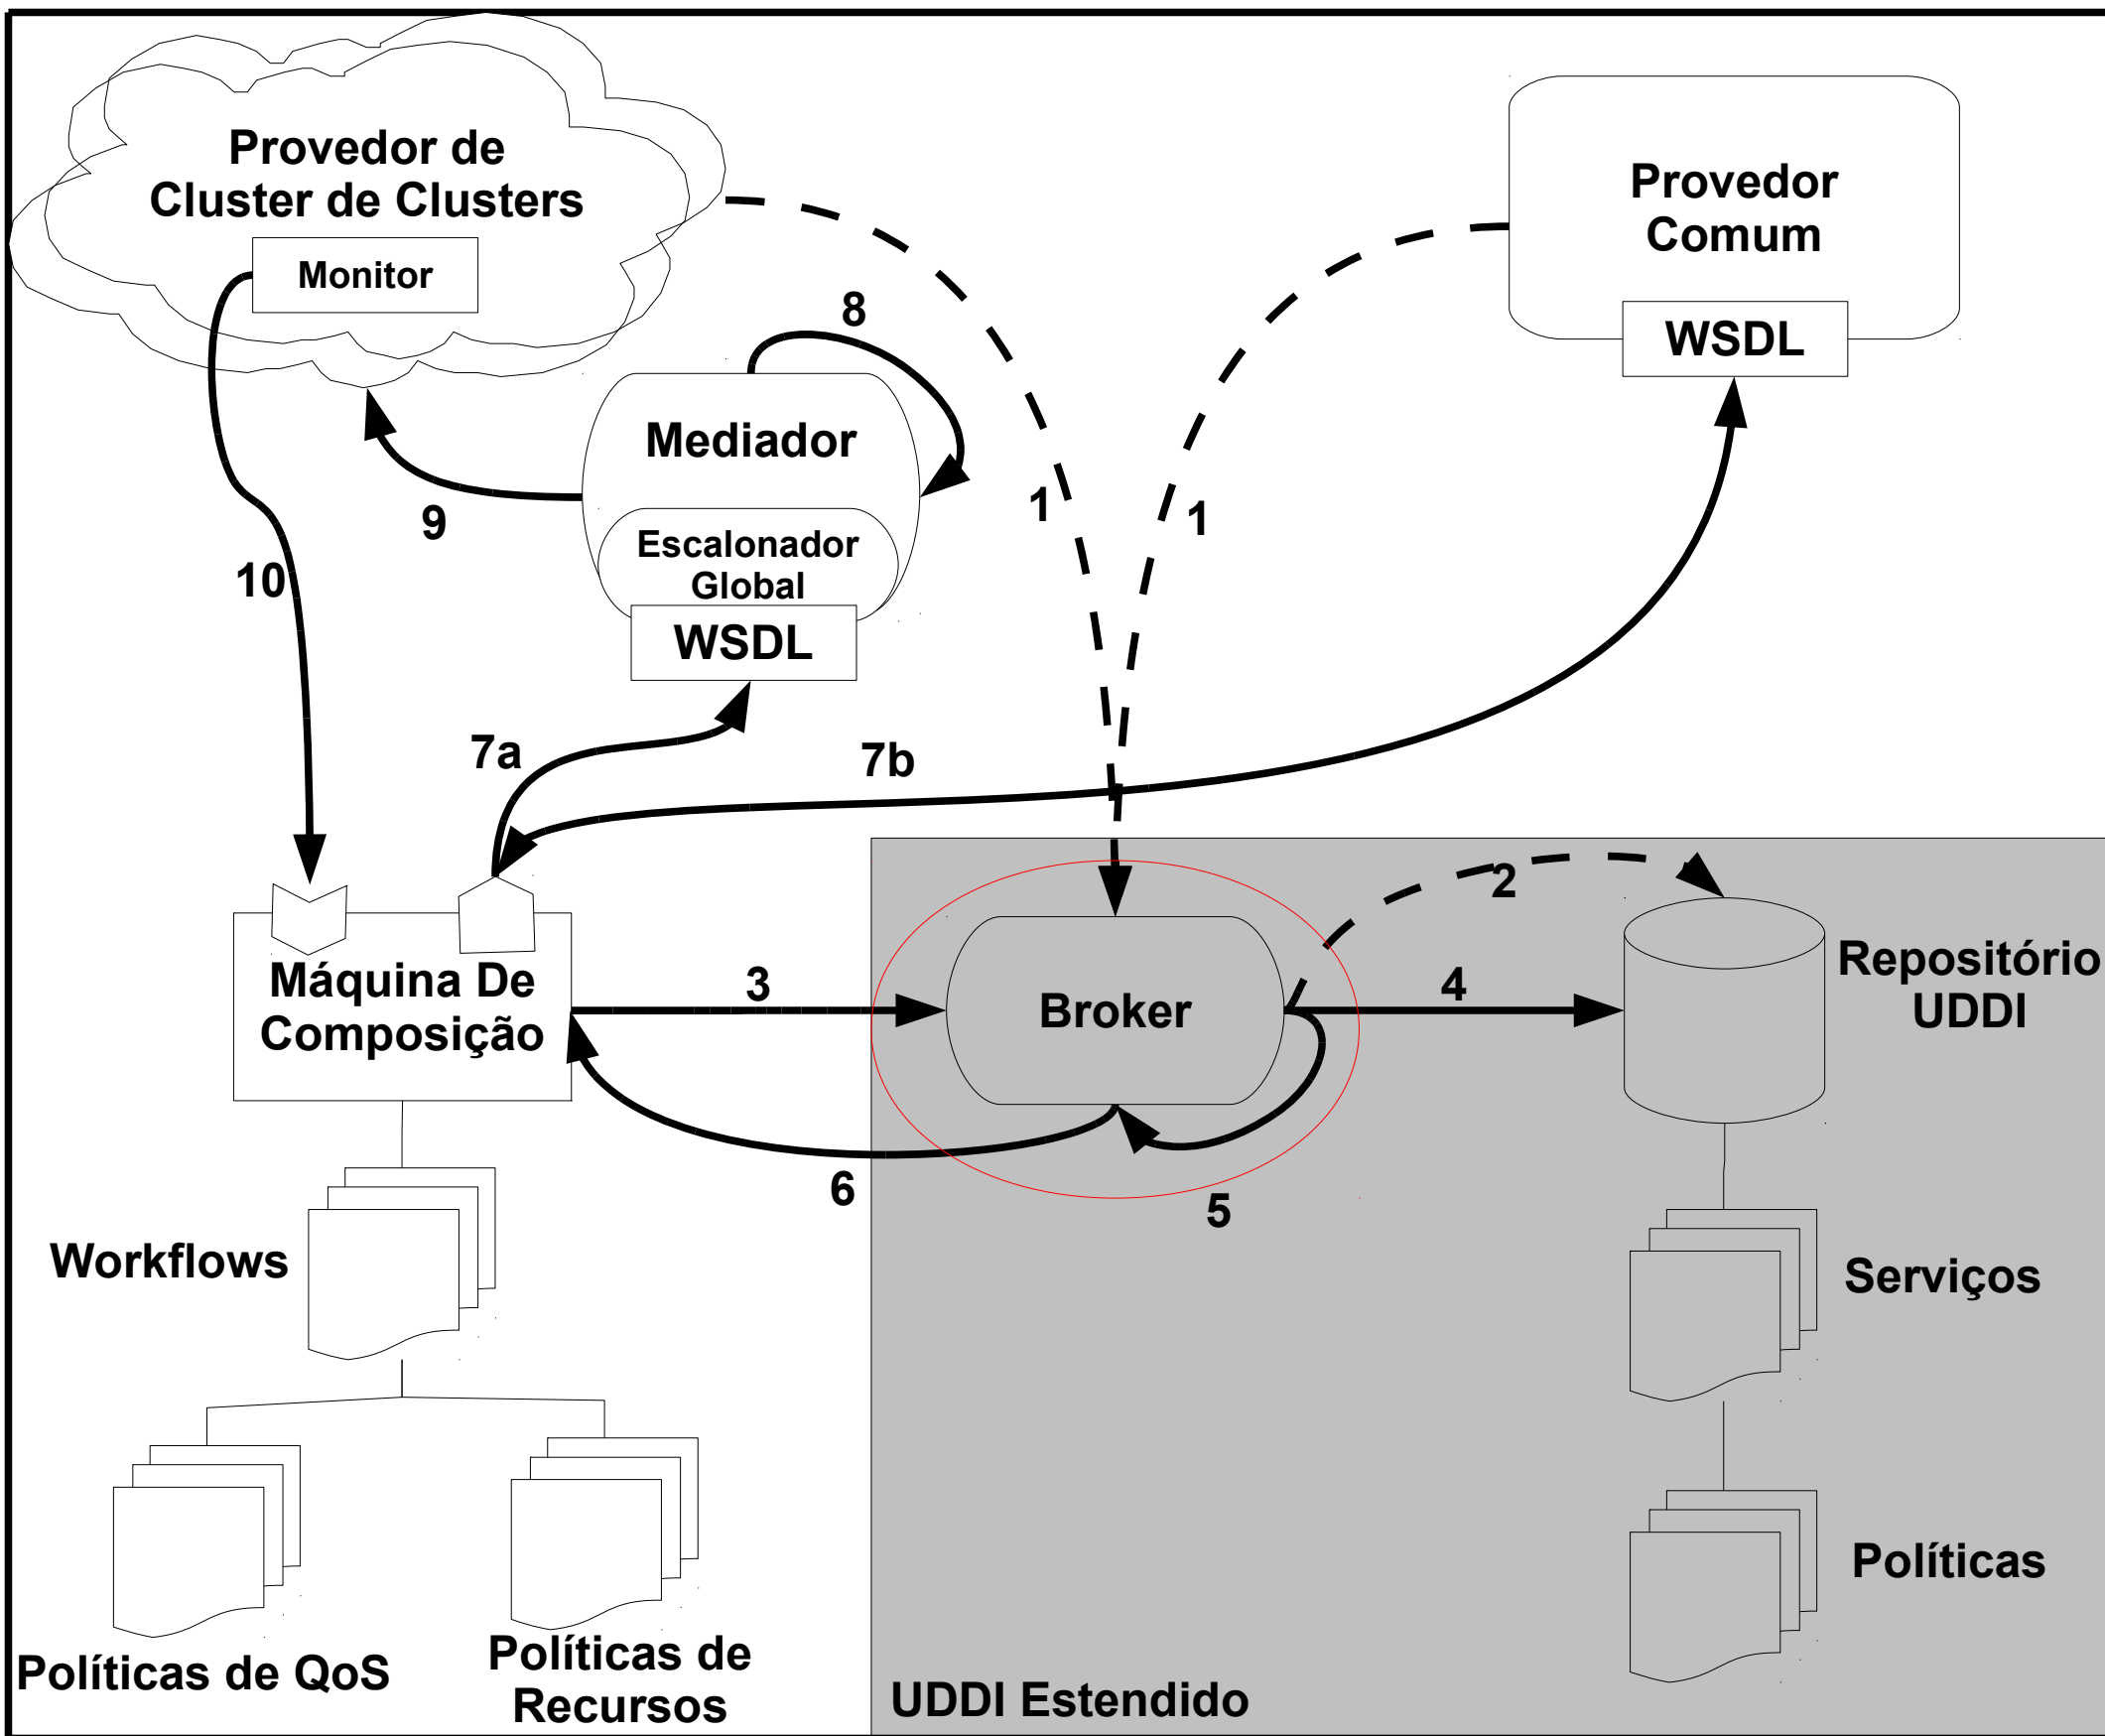 Provedor de
Cluster de Clusters
Monitor
Provedor
Comum
WSDL
8
Mediador
9
1
1
Escalonador
Global
WSDL
10
7a
7b
2
Máquina De
Composição
3
Broker
4
Repositório
UDDI
6
5
Workflows
Serviços
Políticas
Políticas de QoS
Políticas de
Recursos
UDDI Estendido